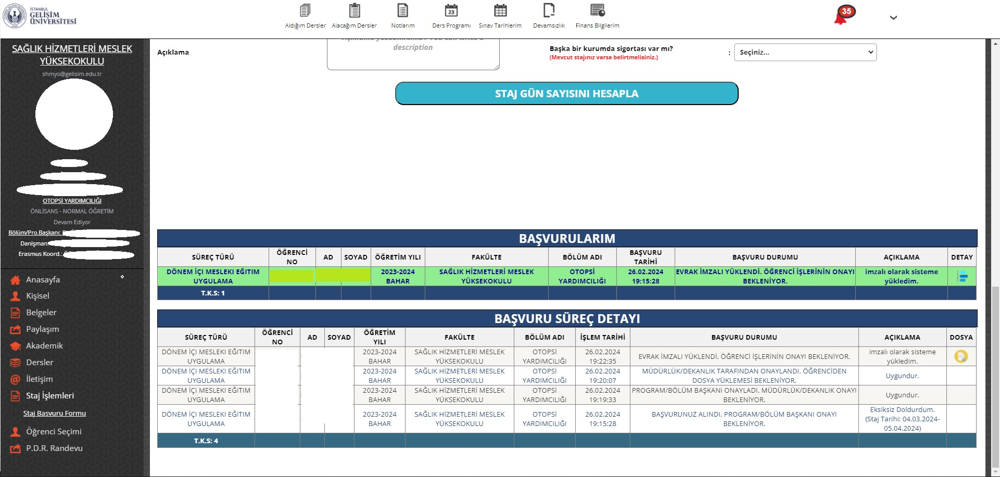 İSTANBUL
GELİŞİM
ÜNİVERSİTESİ
Aldığım Dersler
Alacağım Dersler
Notlarım
23
Ders Programı
Sınav Tarihlerim
Devamsızlık
Finans Bilgilerim
35
SAĞLIK HİZMETLERİ MESLEK
YÜKSEKOKULU
shmyo@gelisim.edu.tr
OTOPSİ YARDIMCILIĞI
ÖNLİSANS - NORMAL ÖĞRETİM
Devam Ediyor
Bölüm/Pro.Başkanı:
Danışman:
Erasmus Koord.:
Anasayfa
Kişisel
Belgeler
Paylaşım
Akademik
Dersler
İletişim
Staj İşlemleri
Staj Basvuru Formu
Öğrenci Seçimi
P.D.R. Randevu
Açıklama
description
Başka bir kurumda sigortası var mı?
(Mevcut stajınız varsa belirtmelisiniz.)
:
Seçiniz...
STAJ GÜN SAYISINI HESAPLA
BAŞVURULARIM
SÜREÇ TÜRÜ ÖĞRENCİ NO AD SOYAD ÖĞRETİM YILI FAKÜLTE BÖLÜM ADI BAŞVURU TARİHİ BAŞVURU DURUMU AÇIKLAMA DETAY
DÖNEM İÇI MESLEKI EĞITIM UYGULAMA 2023-2024 BAHAR SAĞLIK HİZMETLERİ MESLEK YÜKSEKOKULU OTOPSİ YARDIMCILIĞI 26.02.2024 19:15:28 EVRAK İMZALI YÜKLENDİ. ÖĞRENCİ İŞLERİNİN ONAYI BEKLENİYOR. imzalı olarak sisteme yükledim.
T.K.S: 1
BAŞVURU SÜREÇ DETAYI
SÜREÇ TÜRÜ ÖĞRENCİ NO AD SOYAD ÖĞRETİM YILI FAKÜLTE BÖLÜM ADI İŞLEM TARİHİ BAŞVURU DURUMU AÇIKLAMA DOSYA
DÖNEM İÇI MESLEKI EĞITIM UYGULAMA 2023-2024 BAHAR SAĞLIK HİZMETLERİ MESLEK YÜKSEKOKULU OTOPSİ YARDIMCILIĞI 26.02.2024 19:22:35 EVRAK İMZALI YÜKLENDİ. ÖĞRENCİ İŞLERİNİN ONAYI BEKLENİYOR. imzalı olarak sisteme yükledim.
DÖNEM İÇI MESLEKI EĞITIM UYGULAMA 2023-2024 BAHAR SAĞLIK HİZMETLERİ MESLEK YÜKSEKOKULU OTOPSİ YARDIMCILIĞI 26.02.2024 19:20:07 MÜDÜRLÜK/DEKANLIK TARAFINDAN ONAYLANDI. ÖĞRENCİDEN DOSYA YÜKLEMESİ BEKLENİYOR. Uygundur.
DÖNEM İÇI MESLEKI EĞITIM UYGULAMA 2023-2024 BAHAR SAĞLIK HİZMETLERİ MESLEK YÜKSEKOKULU OTOPSİ YARDIMCILIĞI 26.02.2024 19:19:33 PROGRAM/BÖLÜM BAŞKANI ONAYLADI. MÜDÜRLÜK/DEKANLIK ONAYI BEKLENİYOR. Uygundur.
DÖNEM İÇI MESLEKI EĞITIM UYGULAMA 2023-2024 BAHAR SAĞLIK HİZMETLERİ MESLEK YÜKSEKOKULU OTOPSİ YARDIMCILIĞI 26.02.2024 19:15:28 BAŞVURUNUZ ALINDI. PROGRAM/BÖLÜM BAŞKANI ONAYI BEKLENİYOR. Eksiksiz Doldurdum. (Staj Tarihi: 04.03.2024-05.04.2024)
T.K.S: 4